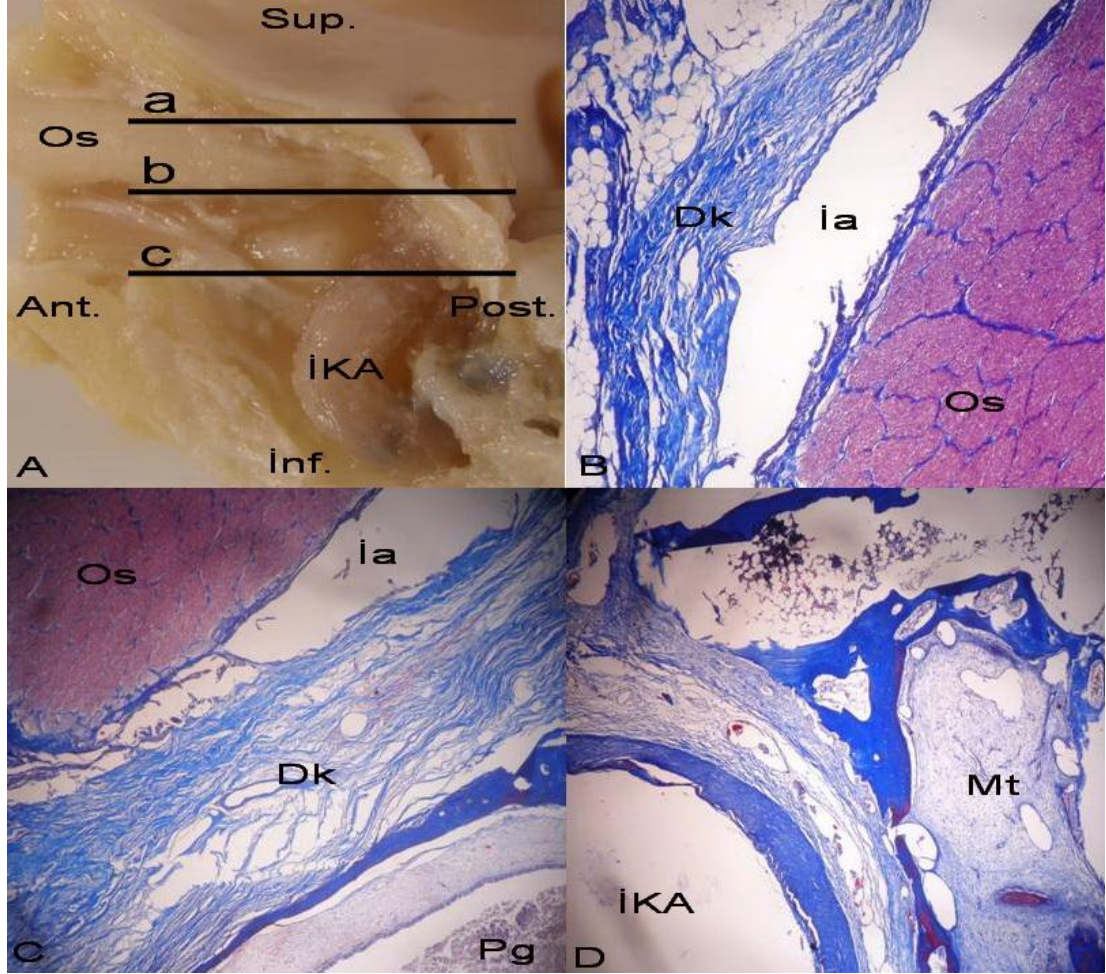 Sup.
a
Os
b
c
Ant.
Post.
İKA
A
İnf.
Dk
İa
Os
B
Os
İa
Dk
C
Pg
Mt
İKA
D